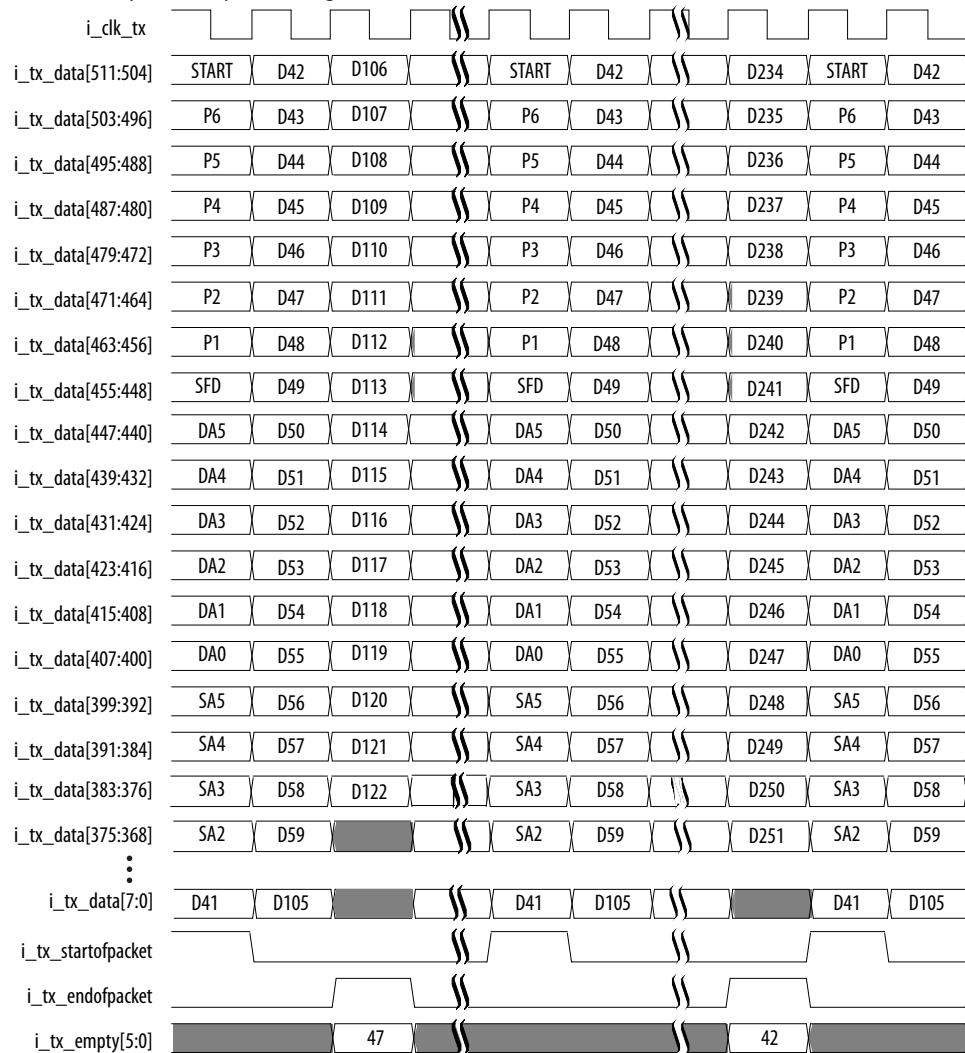 i_clk_tx
i_tx_data[511:504] START D42 D106 START D42 D234 START D42
i_tx_data[503:496] P6 D43 D107 P6 D43 D235 P6 D43
i_tx_data[495:488] P5 D44 D108 P5 D44 D236 P5 D44
i_tx_data[487:480] P4 D45 D109 P4 D45 D237 P4 D45
i_tx_data[479:472] P3 D46 D110 P3 D46 D238 P3 D46
i_tx_data[471:464] P2 D47 D111 P2 D47 D239 P2 D47
i_tx_data[463:456] P1 D48 D112 P1 D48 D240 P1 D48
i_tx_data[455:448] SFD D49 D113 SFD D49 D241 SFD D49
i_tx_data[447:440] DA5 D50 D114 DA5 D50 D242 DA5 D50
i_tx_data[439:432] DA4 D51 D115 DA4 D51 D243 DA4 D51
i_tx_data[431:424] DA3 D52 D116 DA3 D52 D244 DA3 D52
i_tx_data[423:416] DA2 D53 D117 DA2 D53 D245 DA2 D53
i_tx_data[415:408] DA1 D54 D118 DA1 D54 D246 DA1 D54
i_tx_data[407:400] DA0 D55 D119 DA0 D55 D247 DA0 D55
i_tx_data[399:392] SA5 D56 D120 SA5 D56 D248 SA5 D56
i_tx_data[391:384] SA4 D57 D121 SA4 D57 D249 SA4 D57
i_tx_data[383:376] SA3 D58 D122 SA3 D58 D250 SA3 D58
i_tx_data[375:368] SA2 D59 SA2 D59 D251 SA2 D59
i_tx_data[7:0] D41 D105 D41 D105 D41 D105
i_tx_startofpacket
i_tx_endofpacket
i_tx_empty[5:0] 47 42